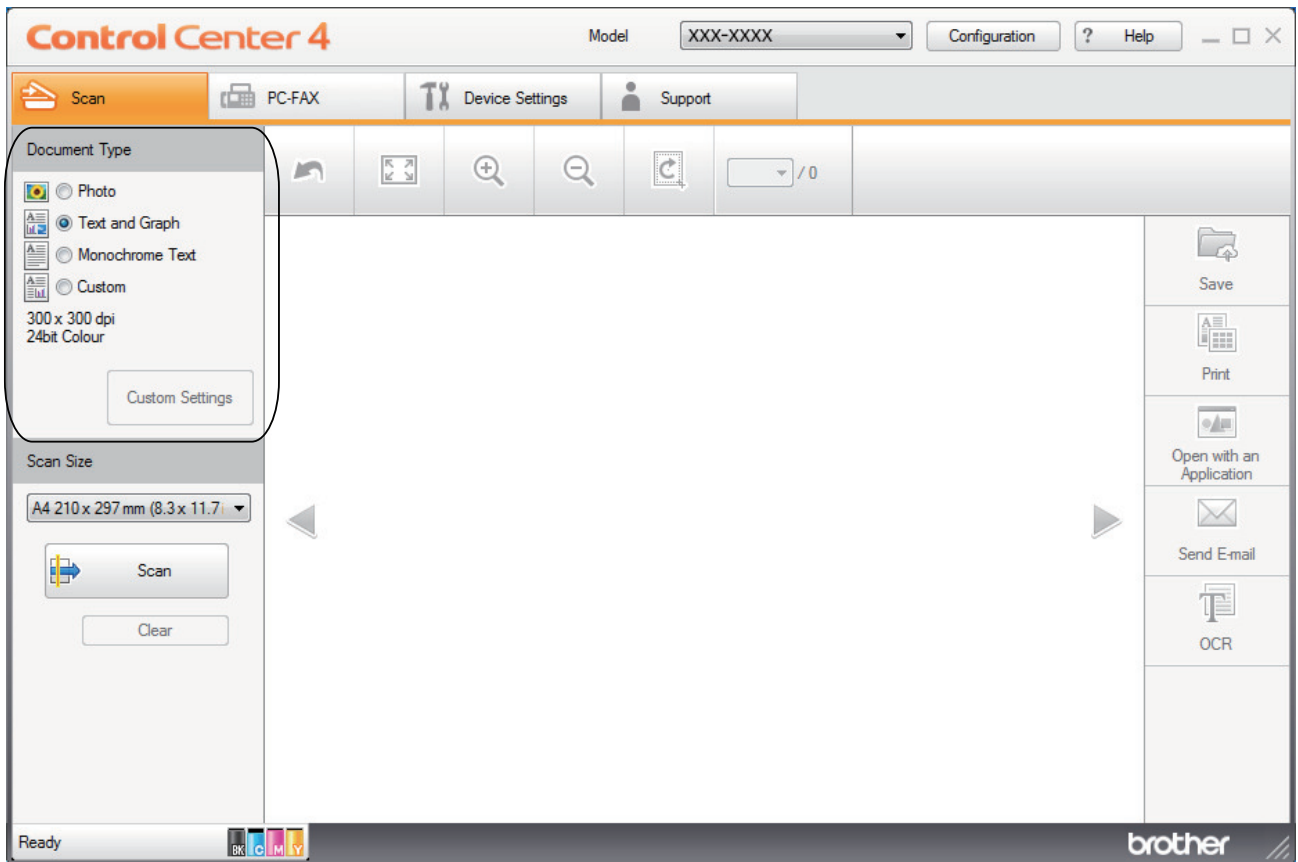 Control Center 4
Model XXX-XXXX Configuration ? Help
Scan PC-FAX Device Settings Support
Document Type
Photo
Text and Graph
Monochrome Text
Custom
300 x 300 dpi
24bit Colour
Custom Settings
/ 0
Scan Size
A4 210 x 297 mm (8.3 x 11.7
Scan
Clear
Save
Print
Open with an
Application
Send E-mail
OCR
Ready BK C M Y brother